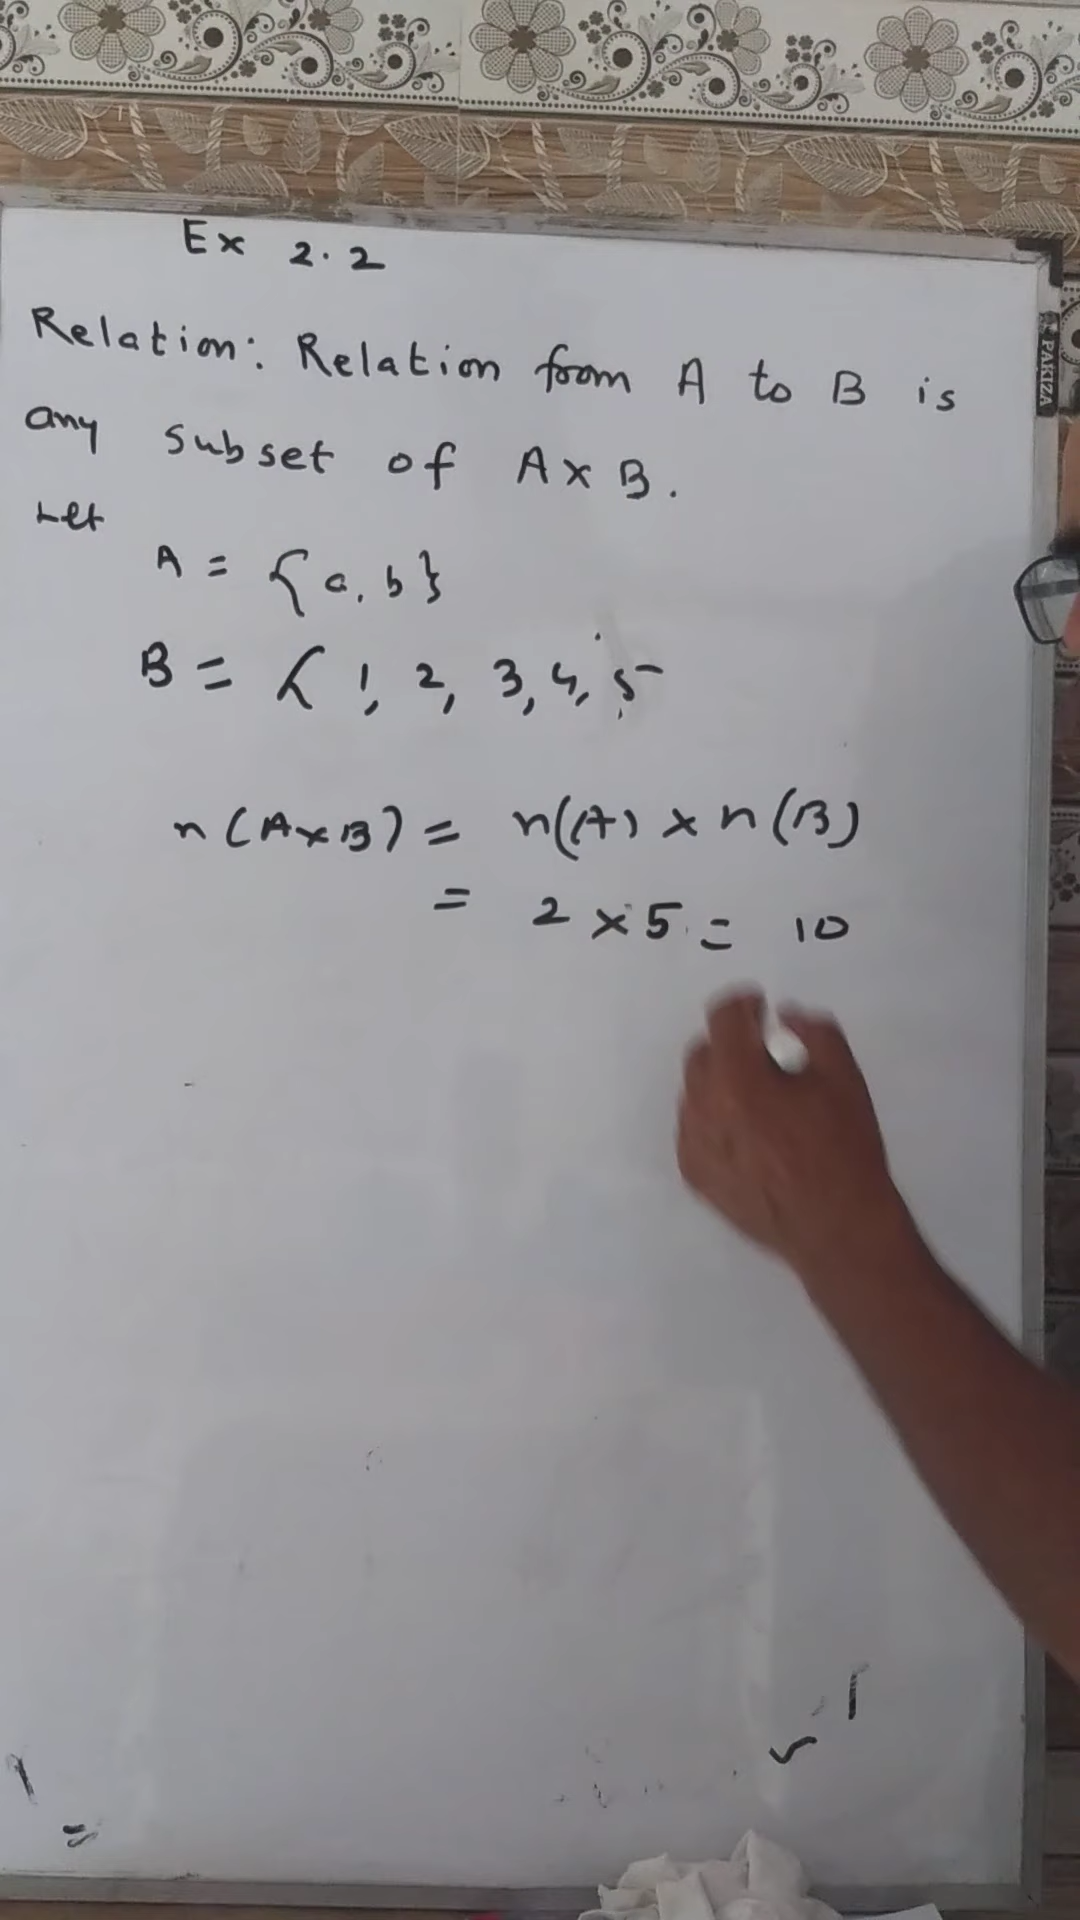 Ex 2.2
Relation: Relation from A to B is
any subset of A x B.
Let
A = {a, b}
B = { 1, 2, 3, 4, 5
n(A x B) = n(A) x n(B)
= 2 x 5 = 10
PAKIZA